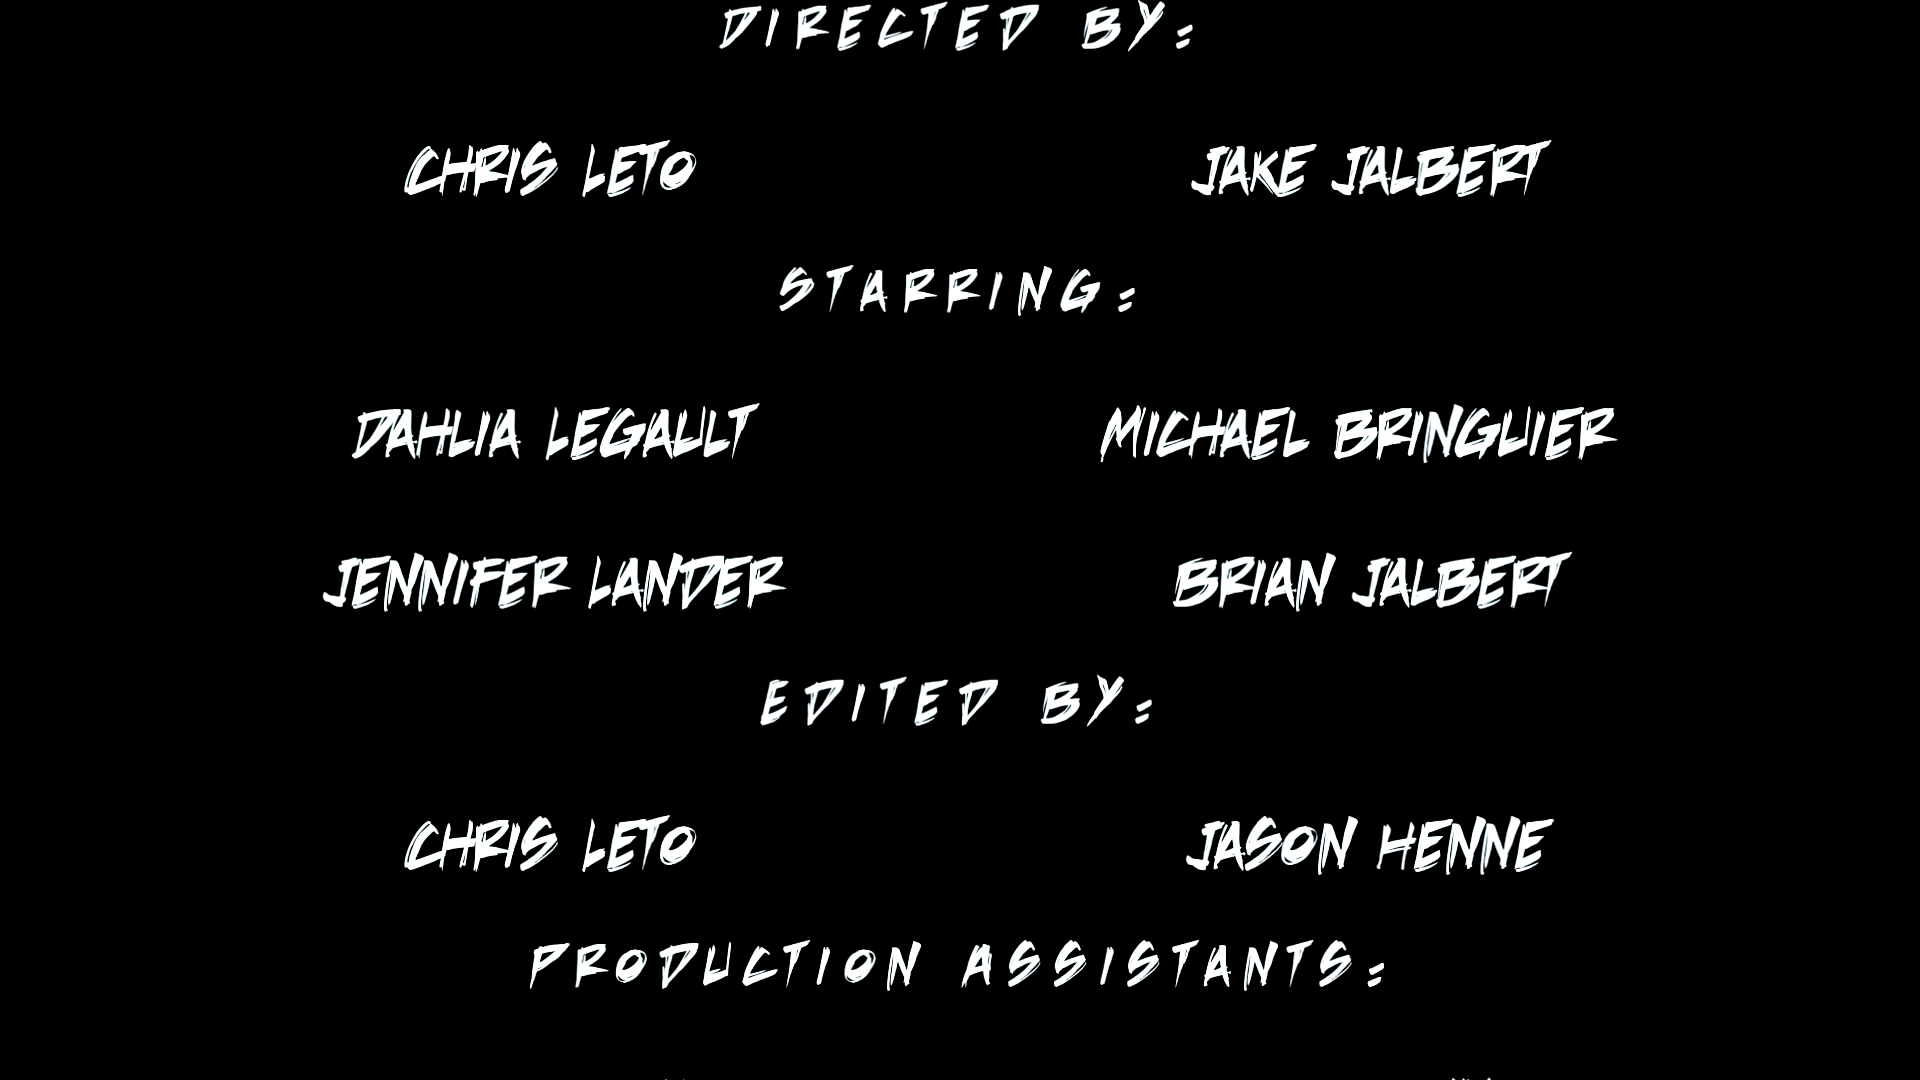 DIRECTED BY:
CHRIS LETO JAKE JALBERT
STARRING:
DAHLIA LEGAULT MICHAEL BRINGUIER
JENNIFER LANDER BRIAN JALBERT
EDITED BY:
CHRIS LETO JASON HENNE
PRODUCTION ASSISTANTS: